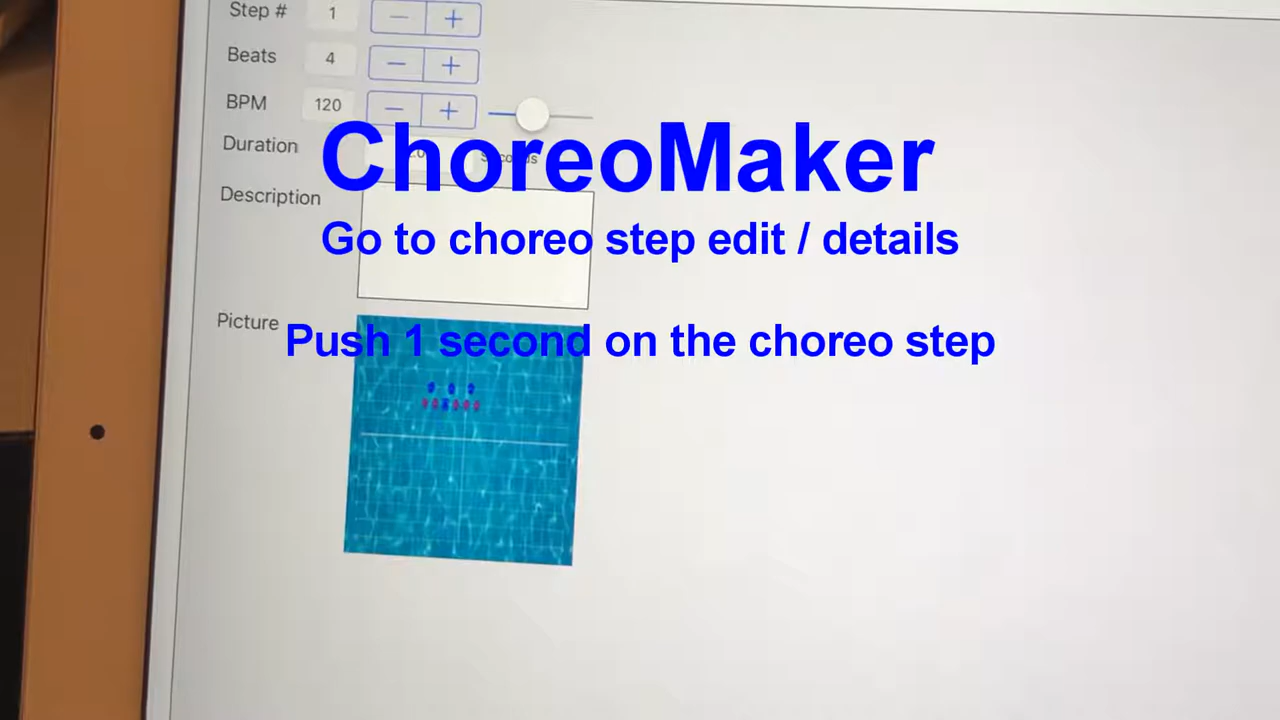 Step # 1 − +
Beats 4 − +
BPM 120 − +
Duration
ChoreoMaker
Description
Go to choreo step edit / details
Picture
Push 1 second on the choreo step